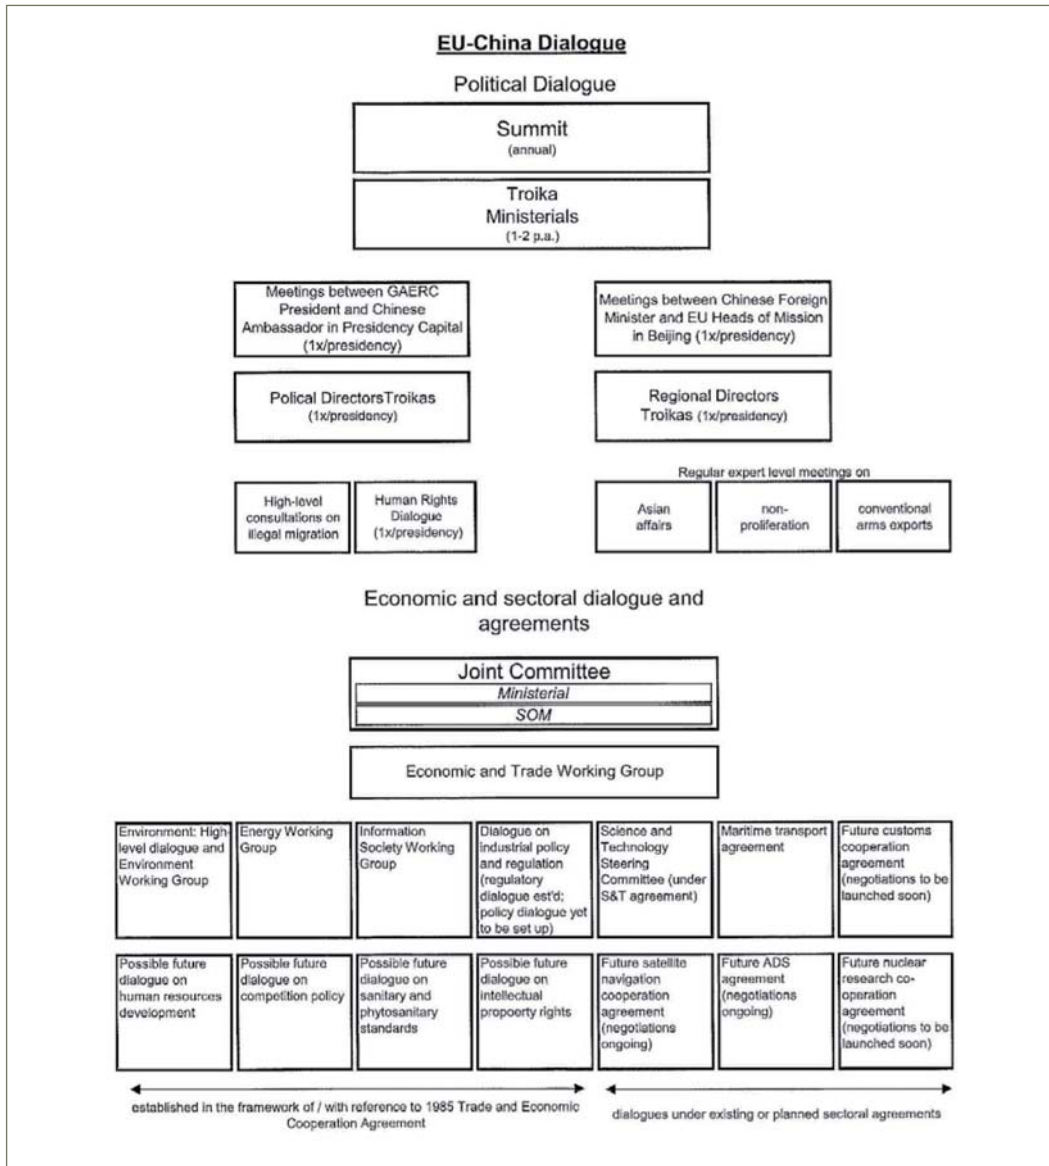 EU-China Dialogue
Political Dialogue
Summit
(annual)
Troika
Ministerials
(1-2 p.a.)
Meetings between GAERC
President and Chinese
Ambassador in Presidency Capital
(1x/presidency)
Meetings between Chinese Foreign
Minister and EU Heads of Mission
in Beijing (1x/presidency)
Polical DirectorsTroikas
(1x/presidency)
Regional Directors
Troikas (1x/presidency)
High-level
consultations on
illegal migration
Human Rights
Dialogue
(1x/presidency)
Regular expert level meetings on
Asian
affairs
non-
proliferation
conventional
arms exports
Economic and sectoral dialogue and
agreements
Joint Committee
Ministerial
SOM
Economic and Trade Working Group
Environment: High-
level dialogue and
Environment
Working Group
Energy Working
Group
Information
Society Working
Group
Dialogue on
industrial policy
and regulation
(regulatory
dialogue est'd;
policy dialogue yet
to be set up)
Science and
Technology
Steering
Committee (under
S&T agreement)
Maritime transport
agreement
Future customs
cooperation
agreement
(negotiations to be
launched soon)
Possible future
dialogue on
human resources
development
Possible future
dialogue on
competition policy
Possible future
dialogue on
sanitary and
phytosanitary
standards
Possible future
dialogue on
intellectual
propoerty rights
Future satellite
navigation
cooperation
agreement
(negotiations
ongoing)
Future ADS
agreement
(negotiations
ongoing)
Future nuclear
research co-
operation
agreement
(negotiations to be
launched soon)
established in the framework of / with reference to 1985 Trade and Economic
Cooperation Agreement
dialogues under existing or planned sectoral agreements